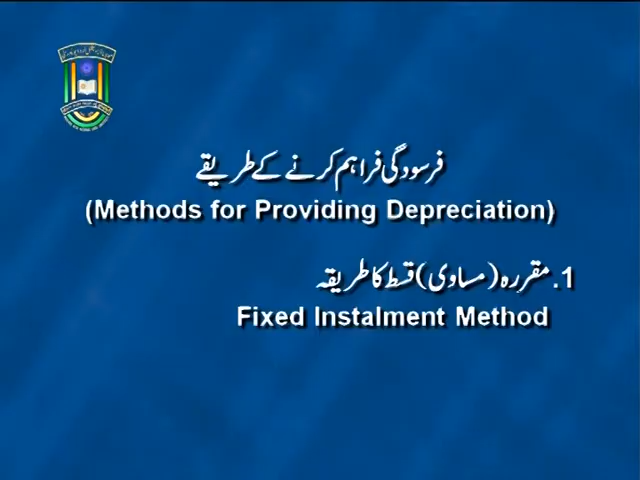 فرسودگی فراہم کرنے کے طریقے
(Methods for Providing Depreciation)
1. مقررہ (مساوی) قسط کا طریقہ
Fixed Instalment Method